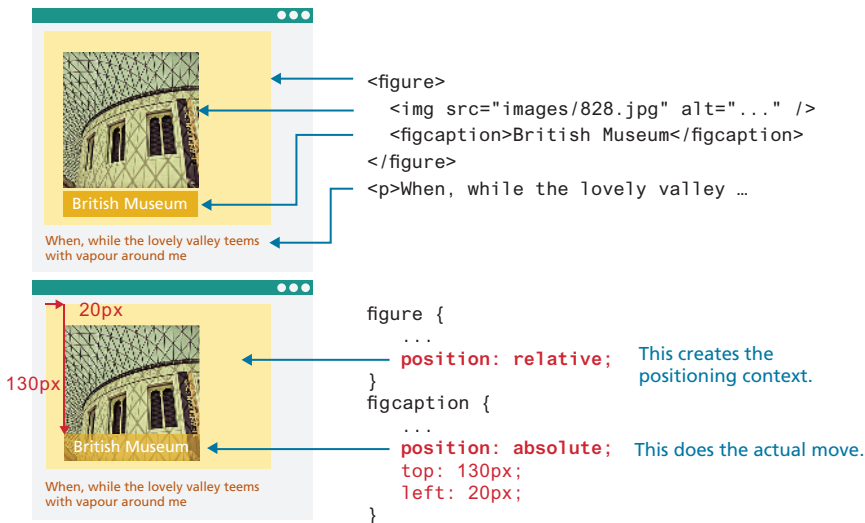 <figure>
<img src="images/828.jpg" alt="..." />
<figcaption>British Museum</figcaption>
</figure>
<p>When, while the lovely valley …
British Museum
When, while the lovely valley teems
with vapour around me
20px
130px
British Museum
When, while the lovely valley teems
with vapour around me
figure {
...
position: relative;
}
This creates the
positioning context.
figcaption {
...
position: absolute;
top: 130px;
left: 20px;
}
This does the actual move.